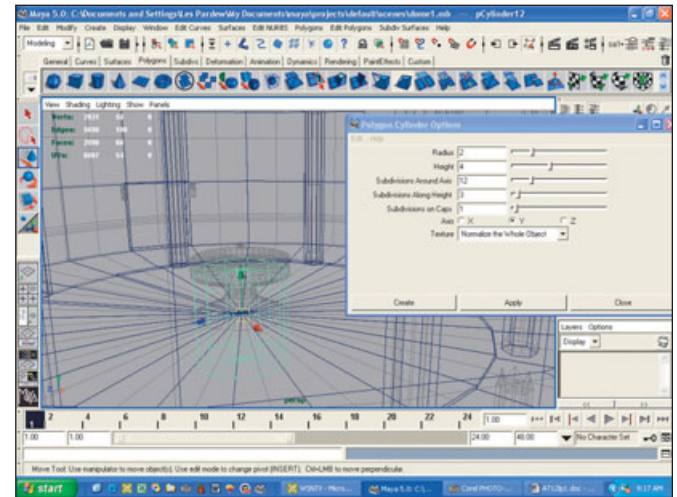 Maya 5.0: C:\Documents and Settings\Les Pardew\My Documents\maya\projects\default\scenes\dome1.mb --- pCylinder12
File Edit Modify Create Display Window Edit Curves Surfaces Edit NURBS Polygons Edit Polygons Subdiv Surfaces Help
Modeling
General Curves Surfaces Polygons Subdivs Deformation Animation Dynamics Rendering PaintEffects Custom
View Shading Lighting Show Panels
Verts:
Edges:
Faces:
UVs:
Polygon Cylinder Options
Edit Help
Radius 2
Height 4
Subdivisions Around Axis 12
Subdivisions Along Height 3
Subdivisions on Caps 1
Axis X Y Z
Texture Normalize the Whole Object
Create Apply Close
persp
Layers Options
Display
2 4 6 8 10 12 14 16 18 20 22 24 1.00
1.00 1.00 24.00 48.00 No Character Set
Move Tool: Use manipulator to move object(s). Use edit mode to change pivot (INSERT). Ctrl+LMB to move perpendicular.
start Maya 5.0: C:\... Corel PHOTO-... 9:17 AM